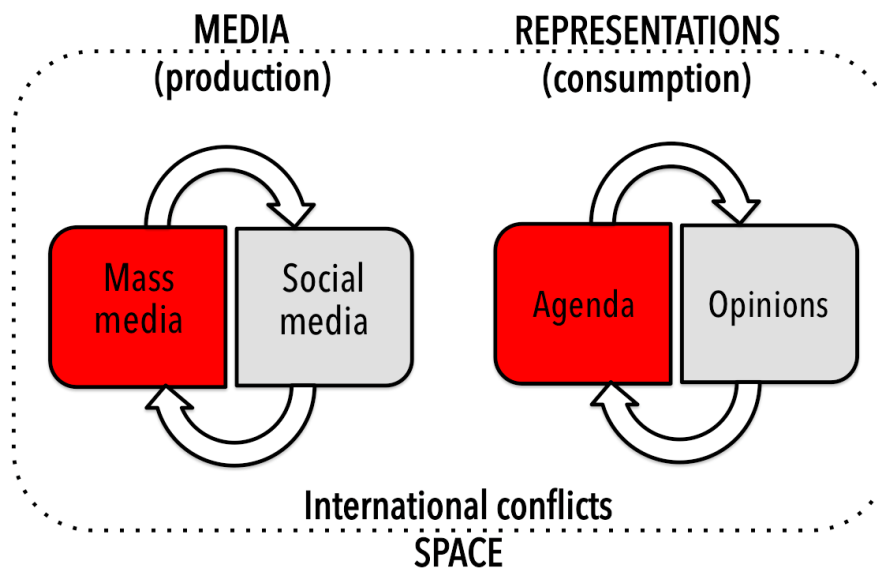 MEDIA
(production)
REPRESENTATIONS
(consumption)
Mass
media
Social
media
Agenda
Opinions
International conflicts
SPACE